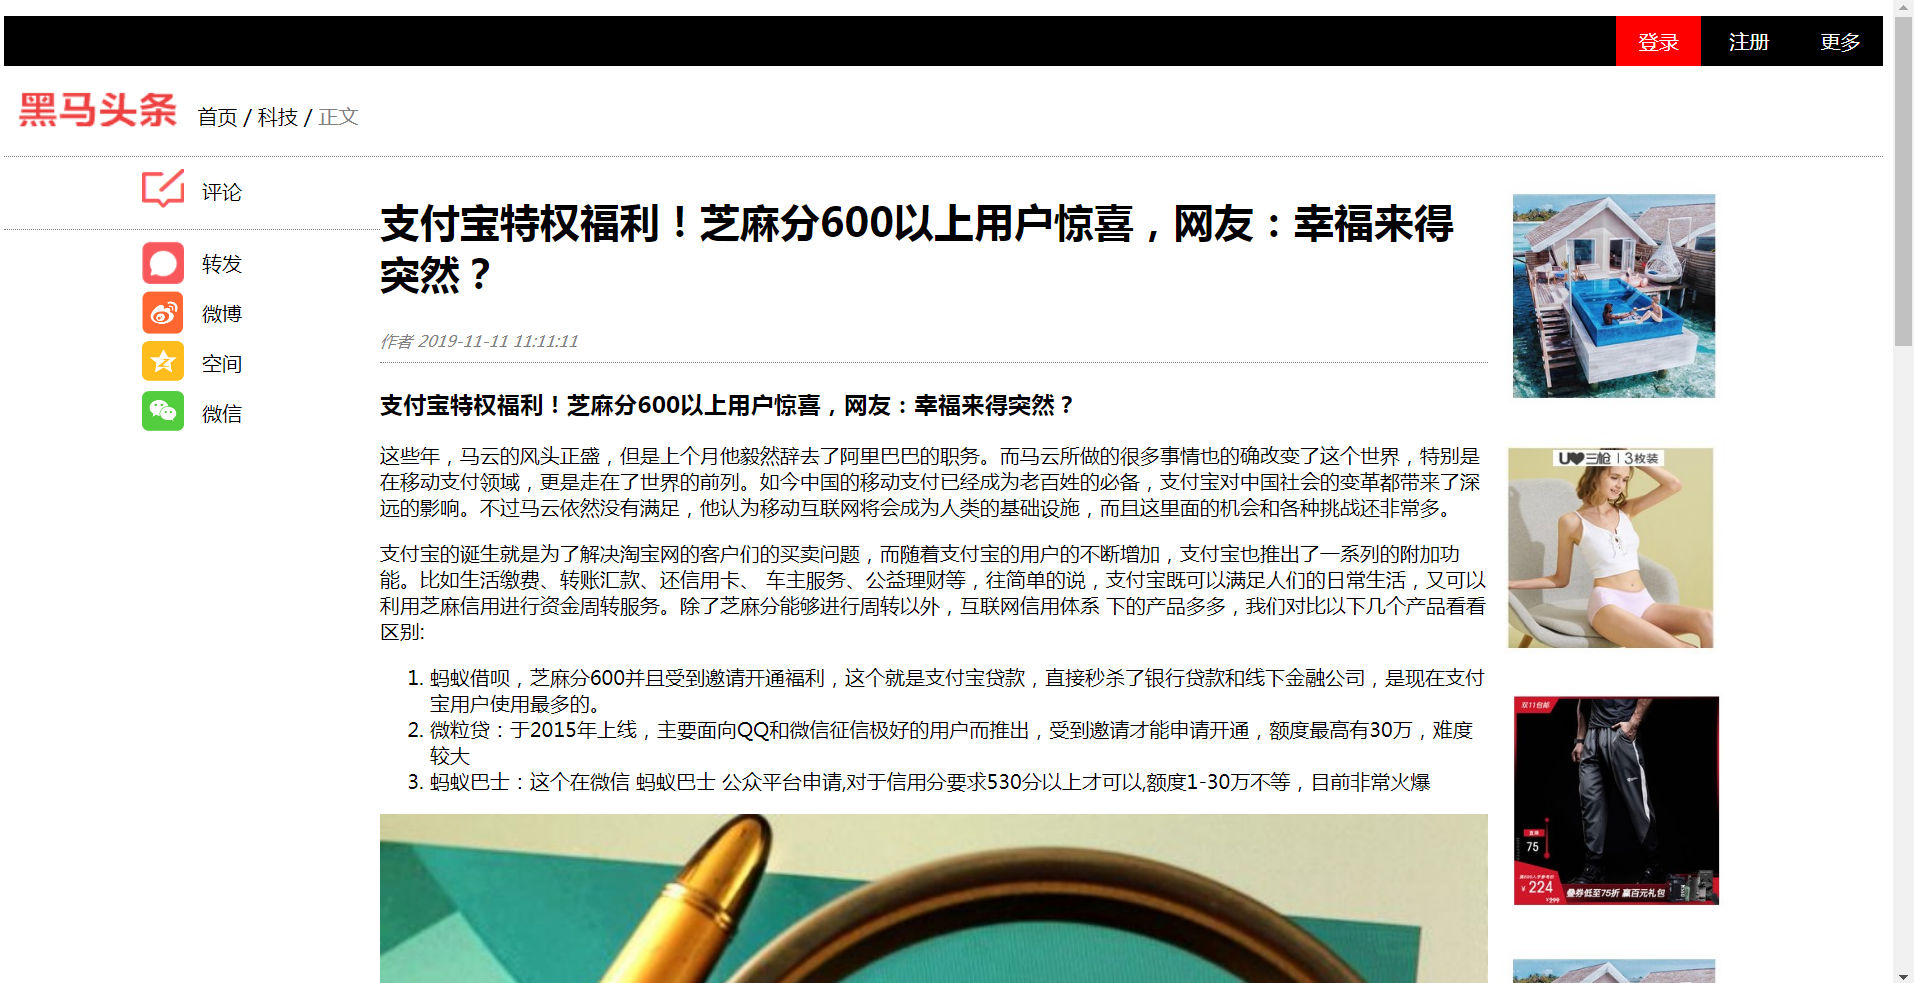 登录 注册 更多
黑马头条 首页 / 科技 / 正文
评论
转发
微博
空间
微信
支付宝特权福利！芝麻分600以上用户惊喜，网友：幸福来得
突然？
作者 2019-11-11 11:11:11
支付宝特权福利！芝麻分600以上用户惊喜，网友：幸福来得突然？
这些年，马云的风头正盛，但是上个月他毅然辞去了阿里巴巴的职务。而马云所做的很多事情也的确改变了这个世界，特别是
在移动支付领域，更是走在了世界的前列。如今中国的移动支付已经成为老百姓的必备，支付宝对中国社会的变革都带来了深
远的影响。不过马云依然没有满足，他认为移动互联网将会成为人类的基础设施，而且这里面的机会和各种挑战还非常多。
支付宝的诞生就是为了解决淘宝网的客户们的买卖问题，而随着支付宝的用户的不断增加，支付宝也推出了一系列的附加功
能。比如生活缴费、转账汇款、还信用卡、 车主服务、公益理财等，往简单的说，支付宝既可以满足人们的日常生活，又可以
利用芝麻信用进行资金周转服务。除了芝麻分能够进行周转以外，互联网信用体系 下的产品多多，我们对比以下几个产品看看
区别:
1. 蚂蚁借呗，芝麻分600并且受到邀请开通福利，这个就是支付宝贷款，直接秒杀了银行贷款和线下金融公司，是现在支付
宝用户使用最多的。
2. 微粒贷：于2015年上线，主要面向QQ和微信征信极好的用户而推出，受到邀请才能申请开通，额度最高有30万，难度
较大
3. 蚂蚁巴士：这个在微信 蚂蚁巴士 公众平台申请,对于信用分要求530分以上才可以,额度1-30万不等，目前非常火爆
三枪 | 3枚装
双11包邮
直降
75
¥ 224
¥299
叠券低至75折 赢百元礼包